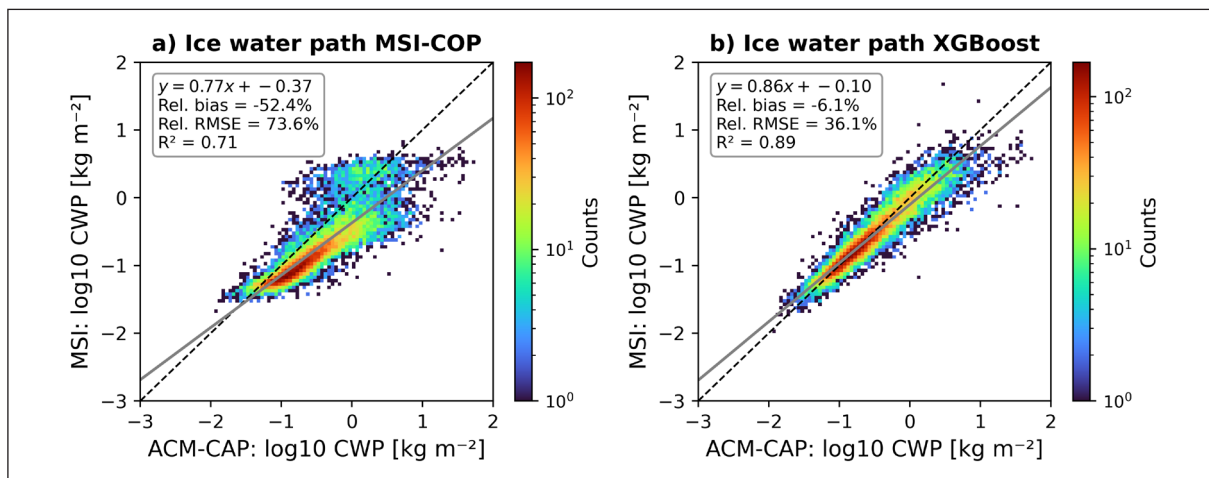 a) Ice water path MSI-COP
y = 0.77x + −0.37
Rel. bias = -52.4%
Rel. RMSE = 73.6%
R² = 0.71
2
1
0
−1
−2
−3
MSI: log10 CWP [kg m⁻²]
−3 −2 −1 0 1 2
ACM-CAP: log10 CWP [kg m⁻²]
10²
10¹
10⁰
Counts
b) Ice water path XGBoost
y = 0.86x + −0.10
Rel. bias = -6.1%
Rel. RMSE = 36.1%
R² = 0.89
2
1
0
−1
−2
−3
MSI: log10 CWP [kg m⁻²]
−3 −2 −1 0 1 2
ACM-CAP: log10 CWP [kg m⁻²]
10²
10¹
10⁰
Counts